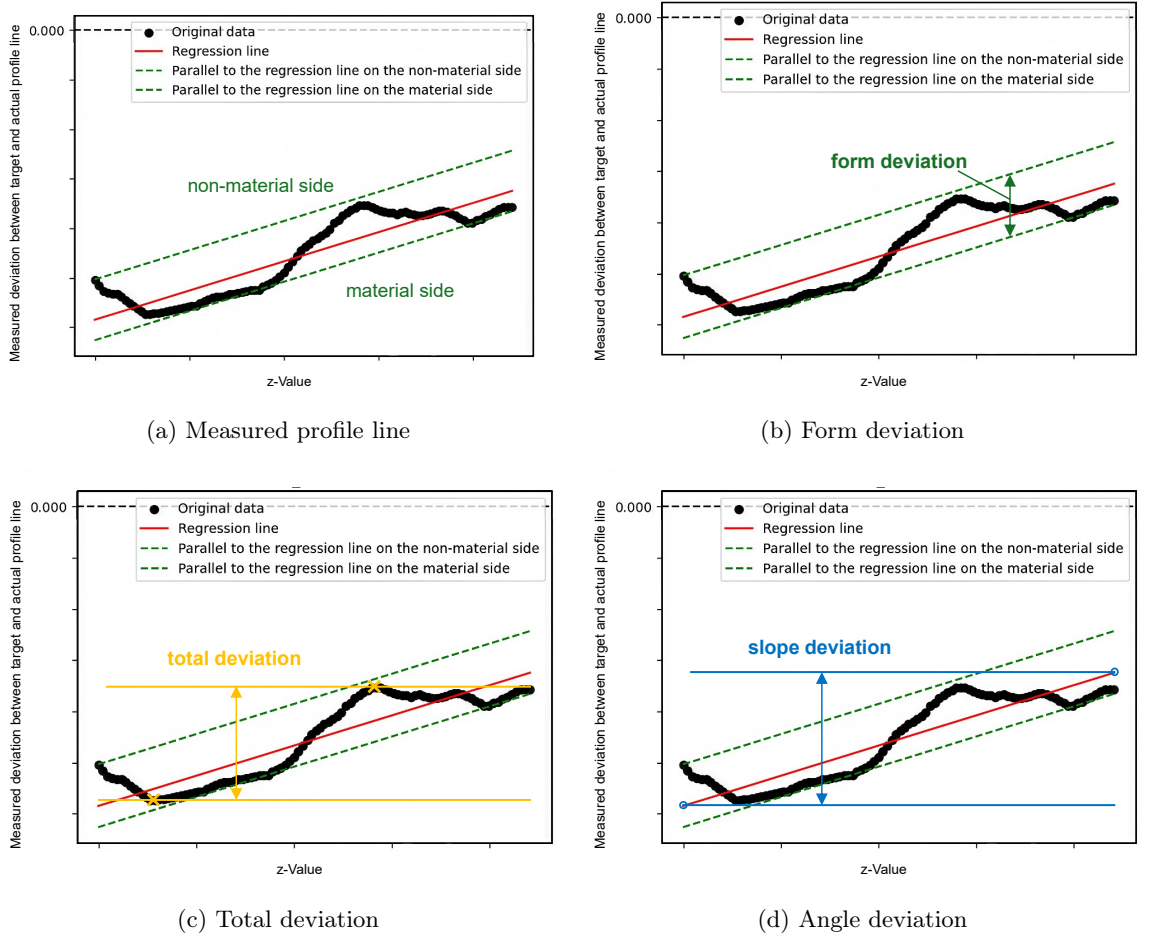 0.000
Original data
Regression line
Parallel to the regression line on the non-material side
Parallel to the regression line on the material side
non-material side
material side
Measured deviation between target and actual profile line
z-Value
(a) Measured profile line
0.000
Original data
Regression line
Parallel to the regression line on the non-material side
Parallel to the regression line on the material side
form deviation
Measured deviation between target and actual profile line
z-Value
(b) Form deviation
0.000
Original data
Regression line
Parallel to the regression line on the non-material side
Parallel to the regression line on the material side
total deviation
Measured deviation between target and actual profile line
z-Value
(c) Total deviation
0.000
Original data
Regression line
Parallel to the regression line on the non-material side
Parallel to the regression line on the material side
slope deviation
Measured deviation between target and actual profile line
z-Value
(d) Angle deviation